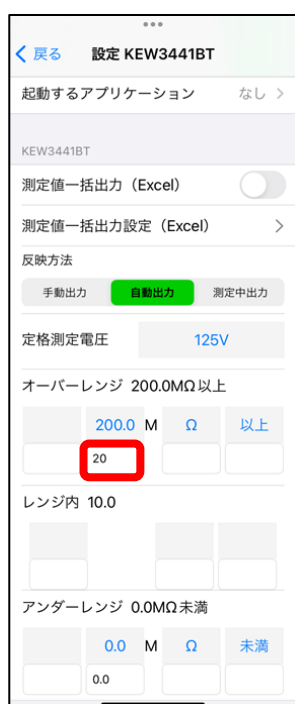 戻る 設定 KEW3441BT
起動するアプリケーション なし
KEW3441BT
測定値一括出力（Excel）
測定値一括出力設定（Excel）
反映方法
手動出力 自動出力 測定中出力
定格測定電圧 125V
オーバーレンジ 200.0MΩ以上
200.0 M Ω 以上
20
レンジ内 10.0
アンダーレンジ 0.0MΩ未満
0.0 M Ω 未満
0.0